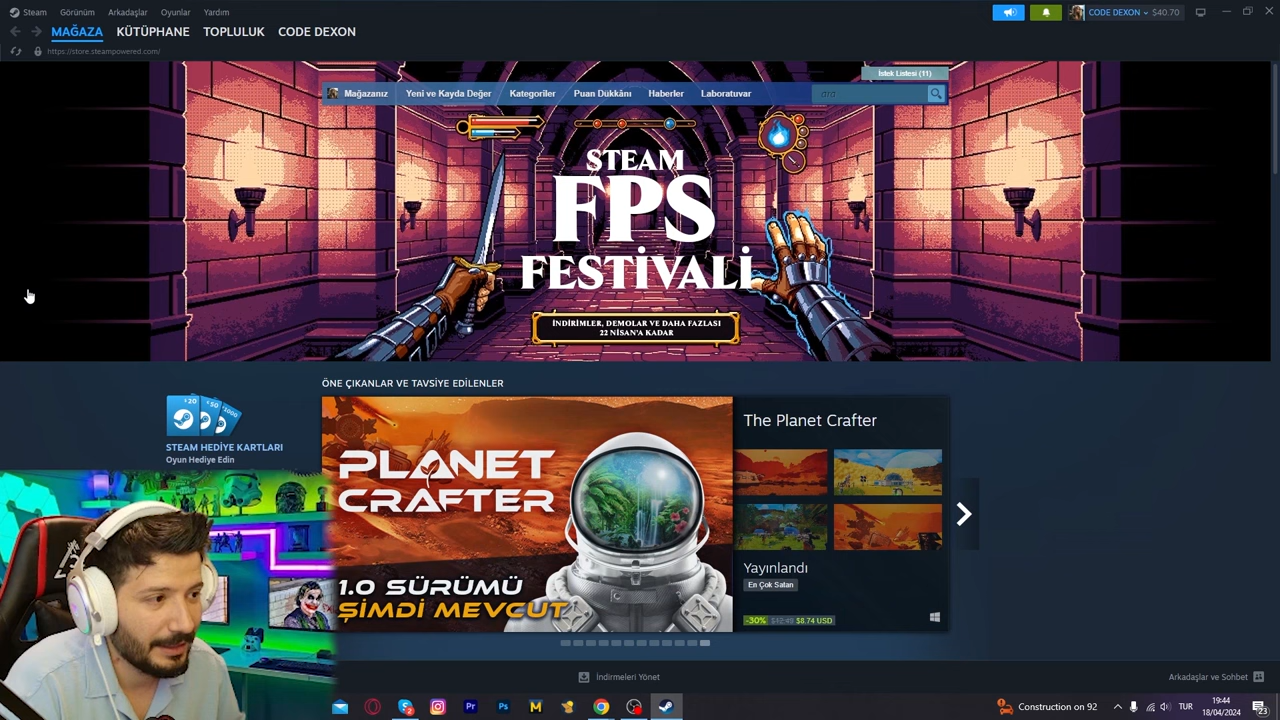 Steam Görünüm Arkadaşlar Oyunlar Yardım
CODE DEXON $40.70
MAĞAZA KÜTÜPHANE TOPLULUK CODE DEXON
https://store.steampowered.com/
İstek Listesi (11)
Mağazanız Yeni ve Kayda Değer Kategoriler Puan Dükkânı Haberler Laboratuvar ara
STEAM
FPS
FESTİVALİ
İNDİRİMLER, DEMOLAR VE DAHA FAZLASI
22 NİSAN'A KADAR
ÖNE ÇIKANLAR VE TAVSİYE EDİLENLER
STEAM HEDİYE KARTLARI
Oyun Hediye Edin
PLANET
CRAFTER
1.0 SÜRÜMÜ
ŞİMDİ MEVCUT
The Planet Crafter
Yayınlandı
En Çok Satan
-30% $12.49 $8.74 USD
İndirmeleri Yönet
Arkadaşlar ve Sohbet
Construction on 92
TUR
19:44
18/04/2024